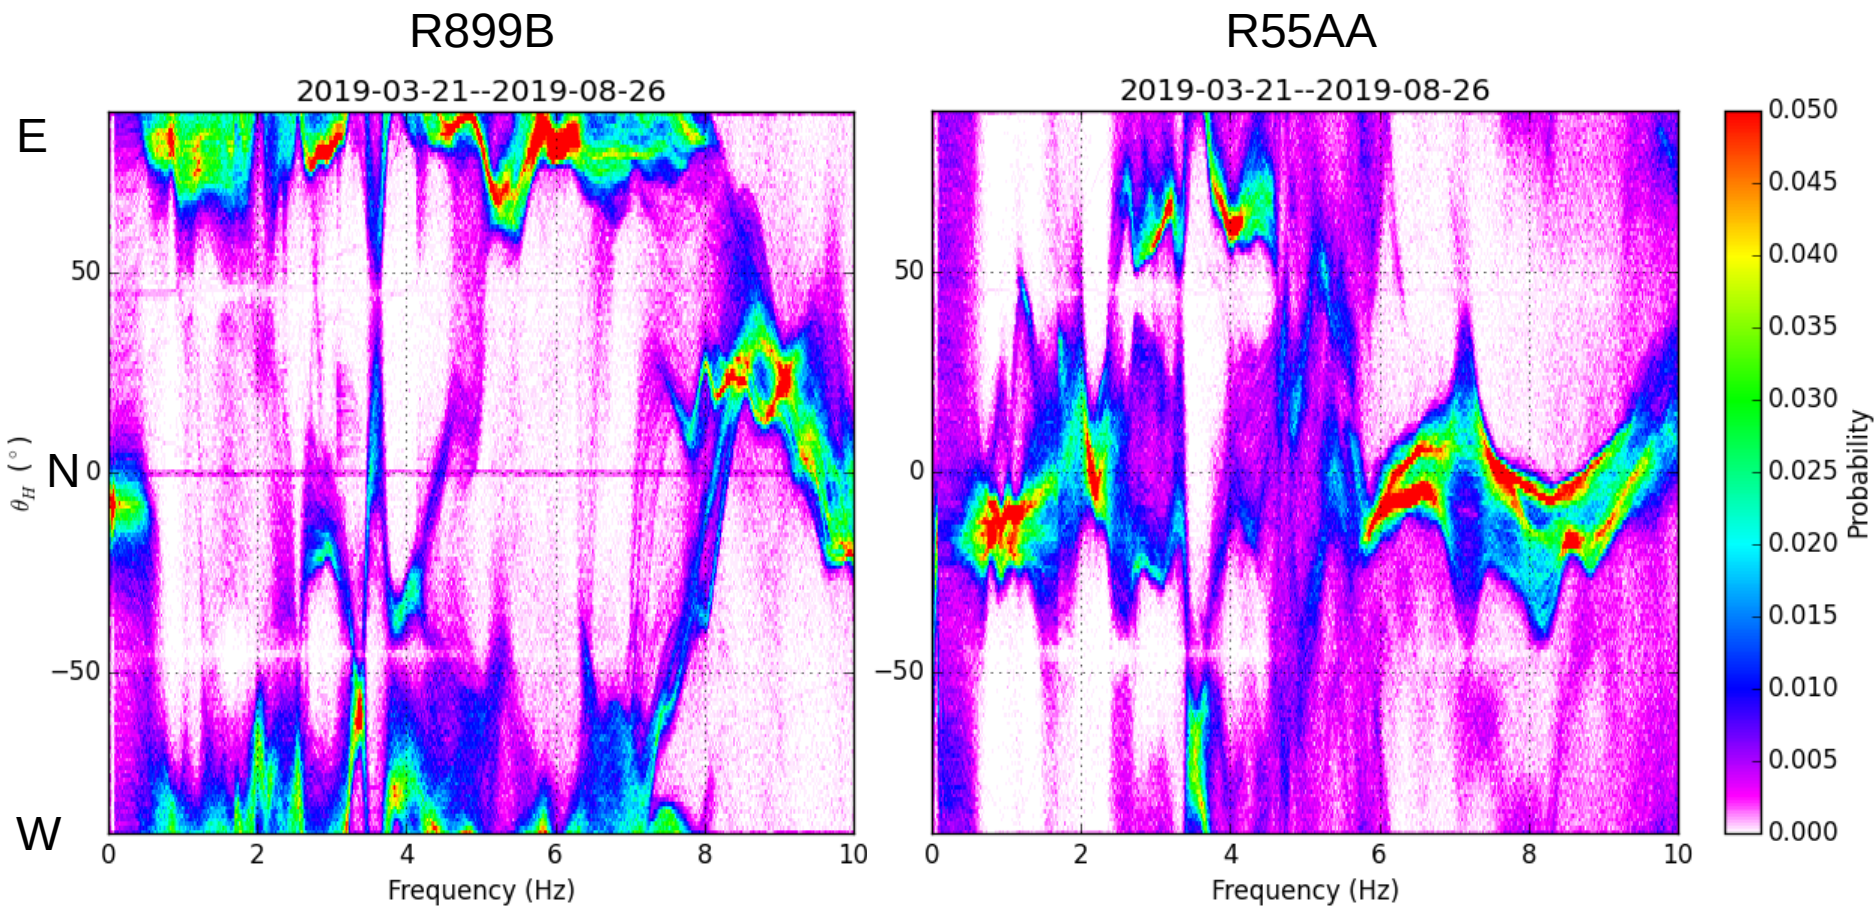 R899B
R55AA
2019-03-21--2019-08-26
2019-03-21--2019-08-26
E
N
W
θH (°)
50
0
−50
0 2 4 6 8 10
Frequency (Hz)
50
0
−50
0 2 4 6 8 10
Frequency (Hz)
0.050
0.045
0.040
0.035
0.030
0.025
0.020
0.015
0.010
0.005
0.000
Probability